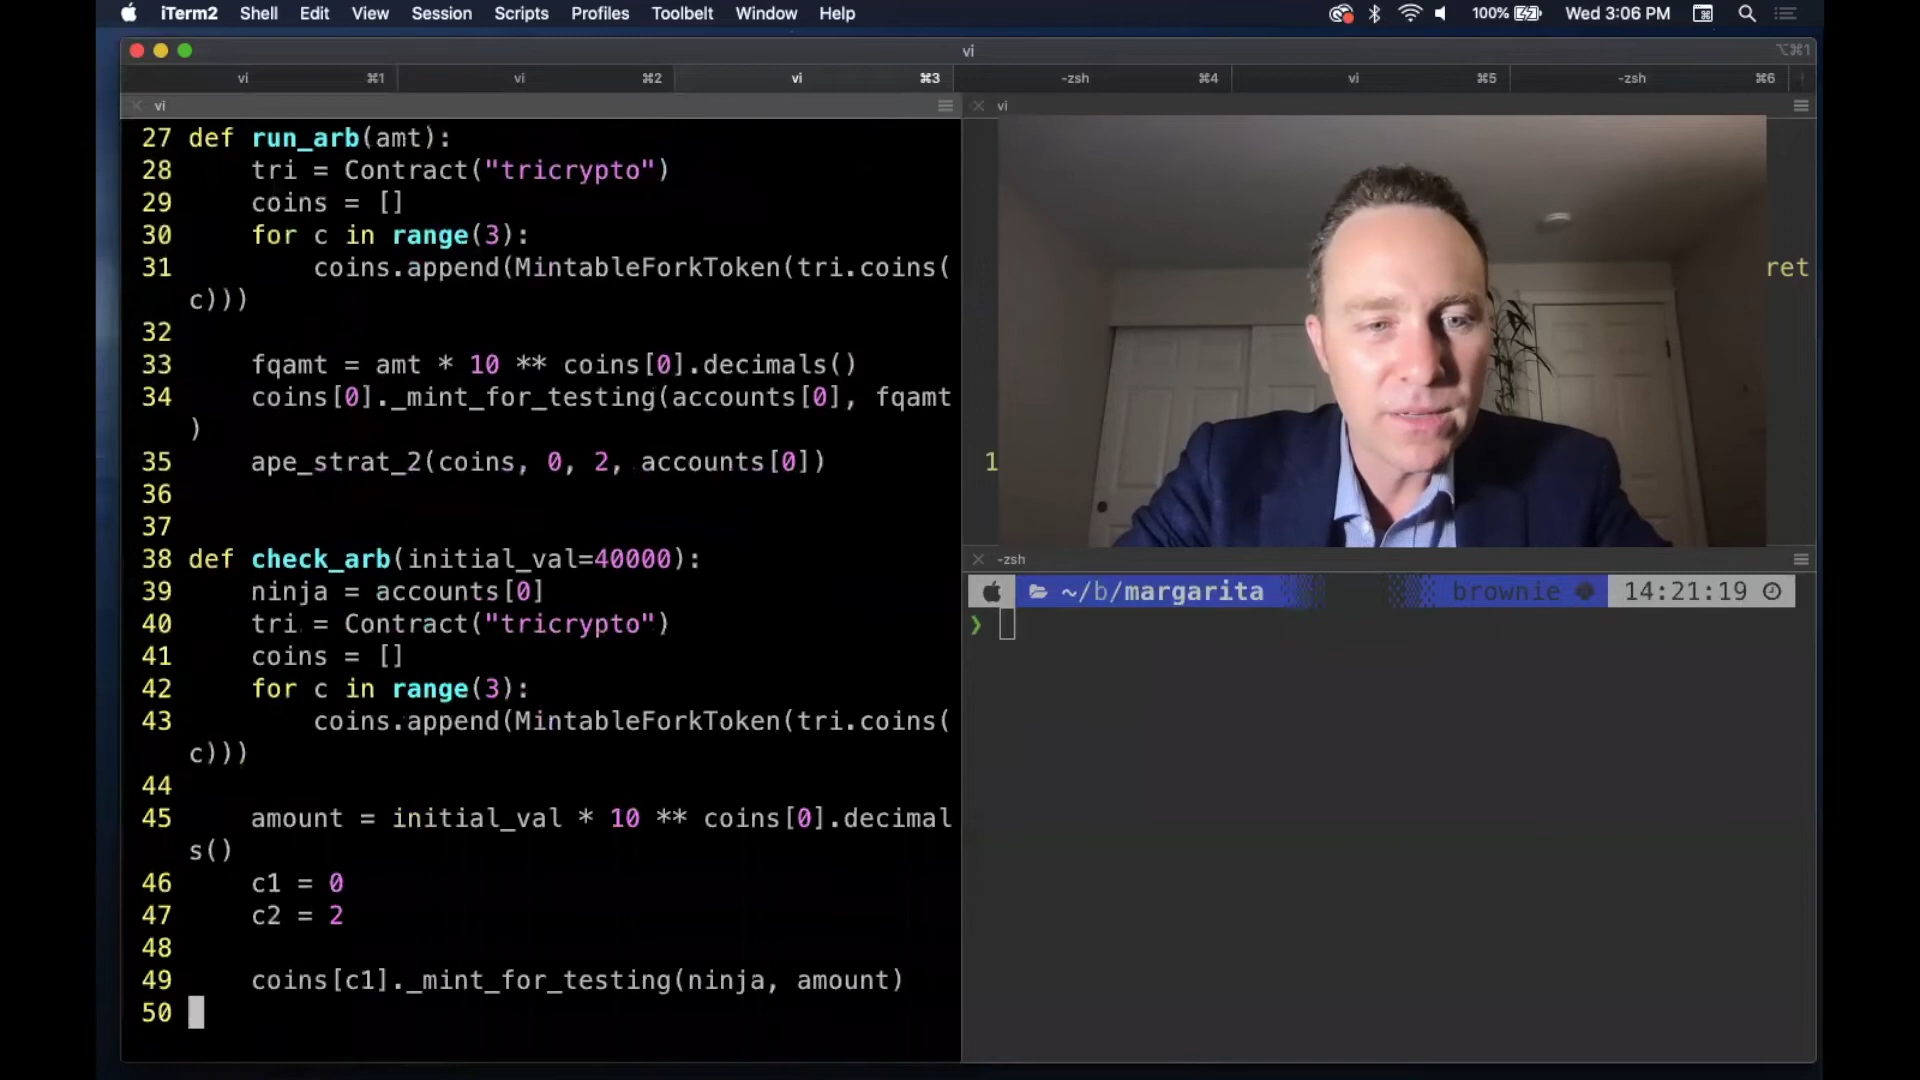 iTerm2 Shell Edit View Session Scripts Profiles Toolbelt Window Help 100% Wed 3:06 PM
vi ⌥⌘1
vi ⌘1 vi ⌘2 vi ⌘3 -zsh ⌘4 vi ⌘5 -zsh ⌘6
vi
27 def run_arb(amt):
28     tri = Contract("tricrypto")
29     coins = []
30     for c in range(3):
31         coins.append(MintableForkToken(tri.coins(
c)))
32
33     fqamt = amt * 10 ** coins[0].decimals()
34     coins[0]._mint_for_testing(accounts[0], fqamt
)
35     ape_strat_2(coins, 0, 2, accounts[0])
36
37
38 def check_arb(initial_val=40000):
39     ninja = accounts[0]
40     tri = Contract("tricrypto")
41     coins = []
42     for c in range(3):
43         coins.append(MintableForkToken(tri.coins(
c)))
44
45     amount = initial_val * 10 ** coins[0].decimal
s()
46     c1 = 0
47     c2 = 2
48
49     coins[c1]._mint_for_testing(ninja, amount)
50
vi
ret
1
-zsh
~/b/margarita brownie 14:21:19
❯